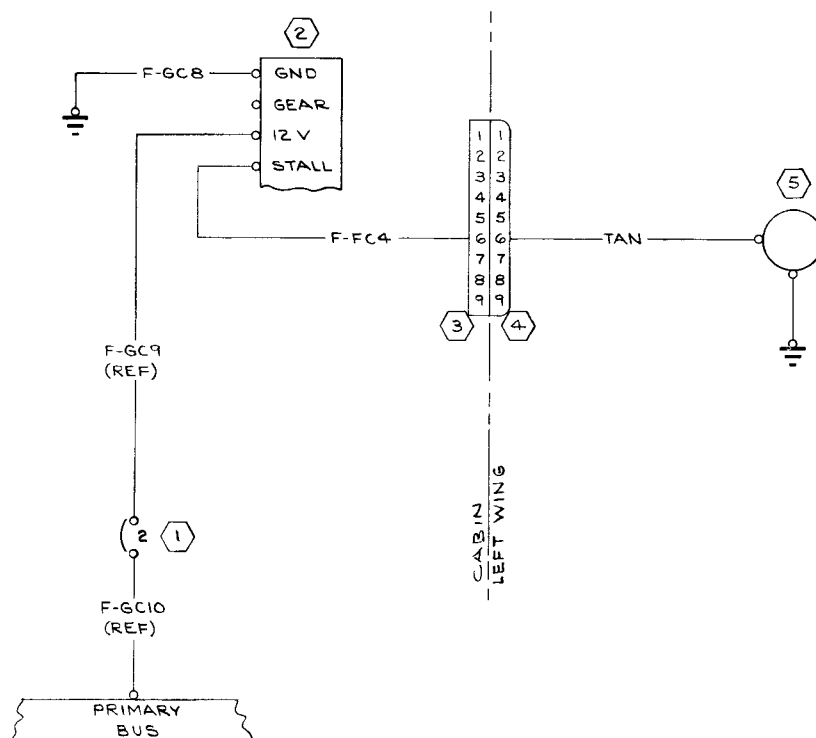 2
F-GC8
GND
GEAR
12 V
STALL
1 1
2 2
3 3
4 4
5 5
6 6
7 7
8 8
9 9
F-FC4
TAN
5
3
4
F-GC9
(REF)
2
1
CABIN
LEFT WING
F-GC10
(REF)
PRIMARY
BUS